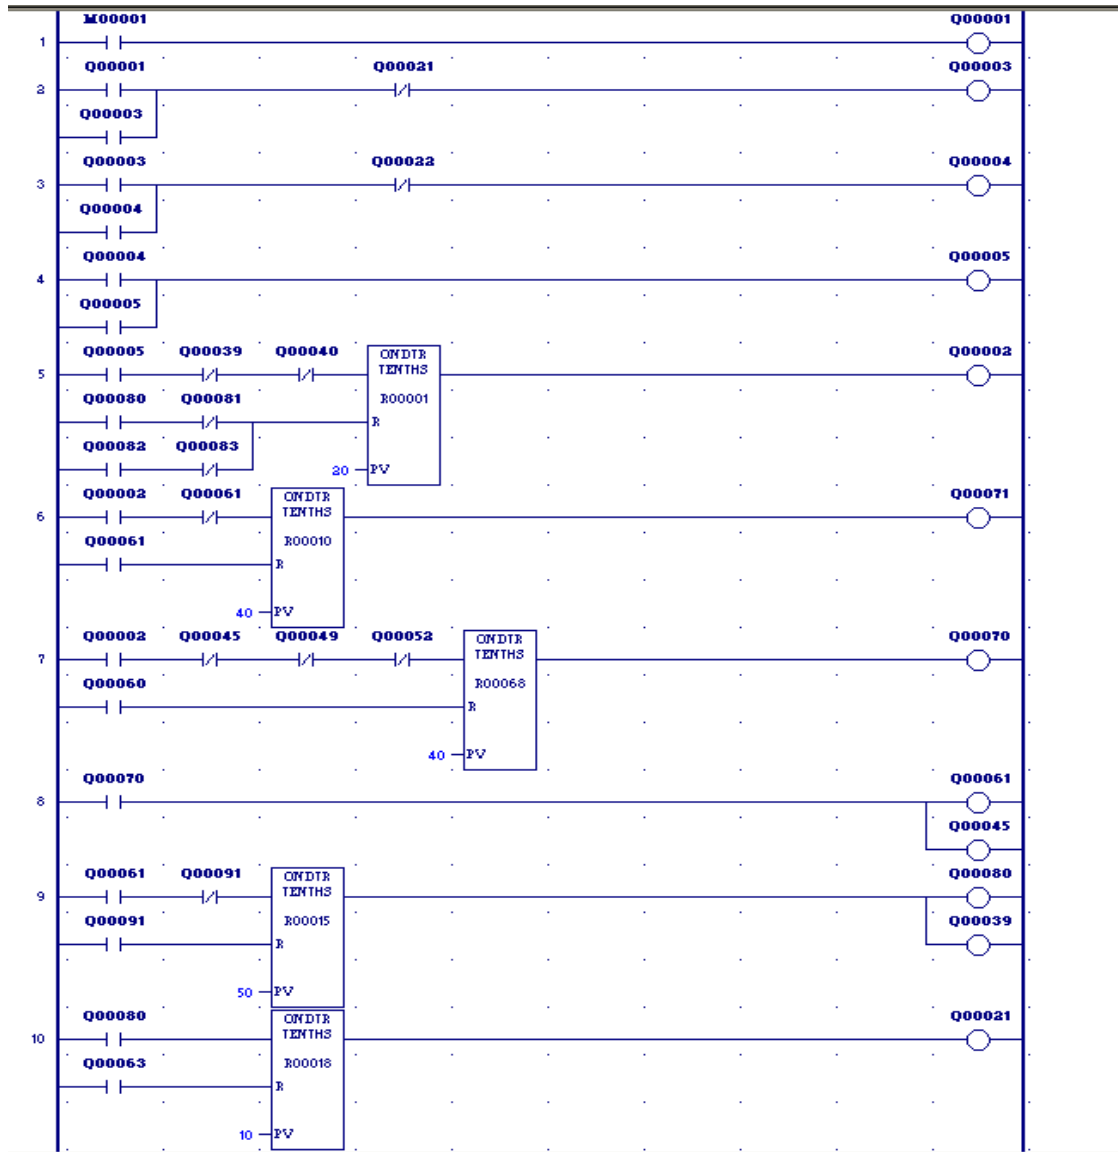 M00001 Q00001
1
Q00001 Q00021 Q00003
2
Q00003
Q00003 Q00022 Q00004
3
Q00004
Q00004 Q00005
4
Q00005
Q00005 Q00039 Q00040 ONDTR Q00002
5 TENTHS
Q00080 Q00081 R00001
R
Q00082 Q00083
20 PV
Q00002 Q00061 ONDTR Q00071
6 TENTHS
Q00061 R00010
R
40 PV
Q00002 Q00045 Q00049 Q00052 ONDTR Q00070
7 TENTHS
Q00060 R00068
R
40 PV
Q00070 Q00061
8
Q00045
Q00061 Q00091 ONDTR Q00080
9 TENTHS
Q00091 R00015 Q00039
R
50 PV
Q00080 ONDTR Q00021
10 TENTHS
Q00063 R00018
R
10 PV